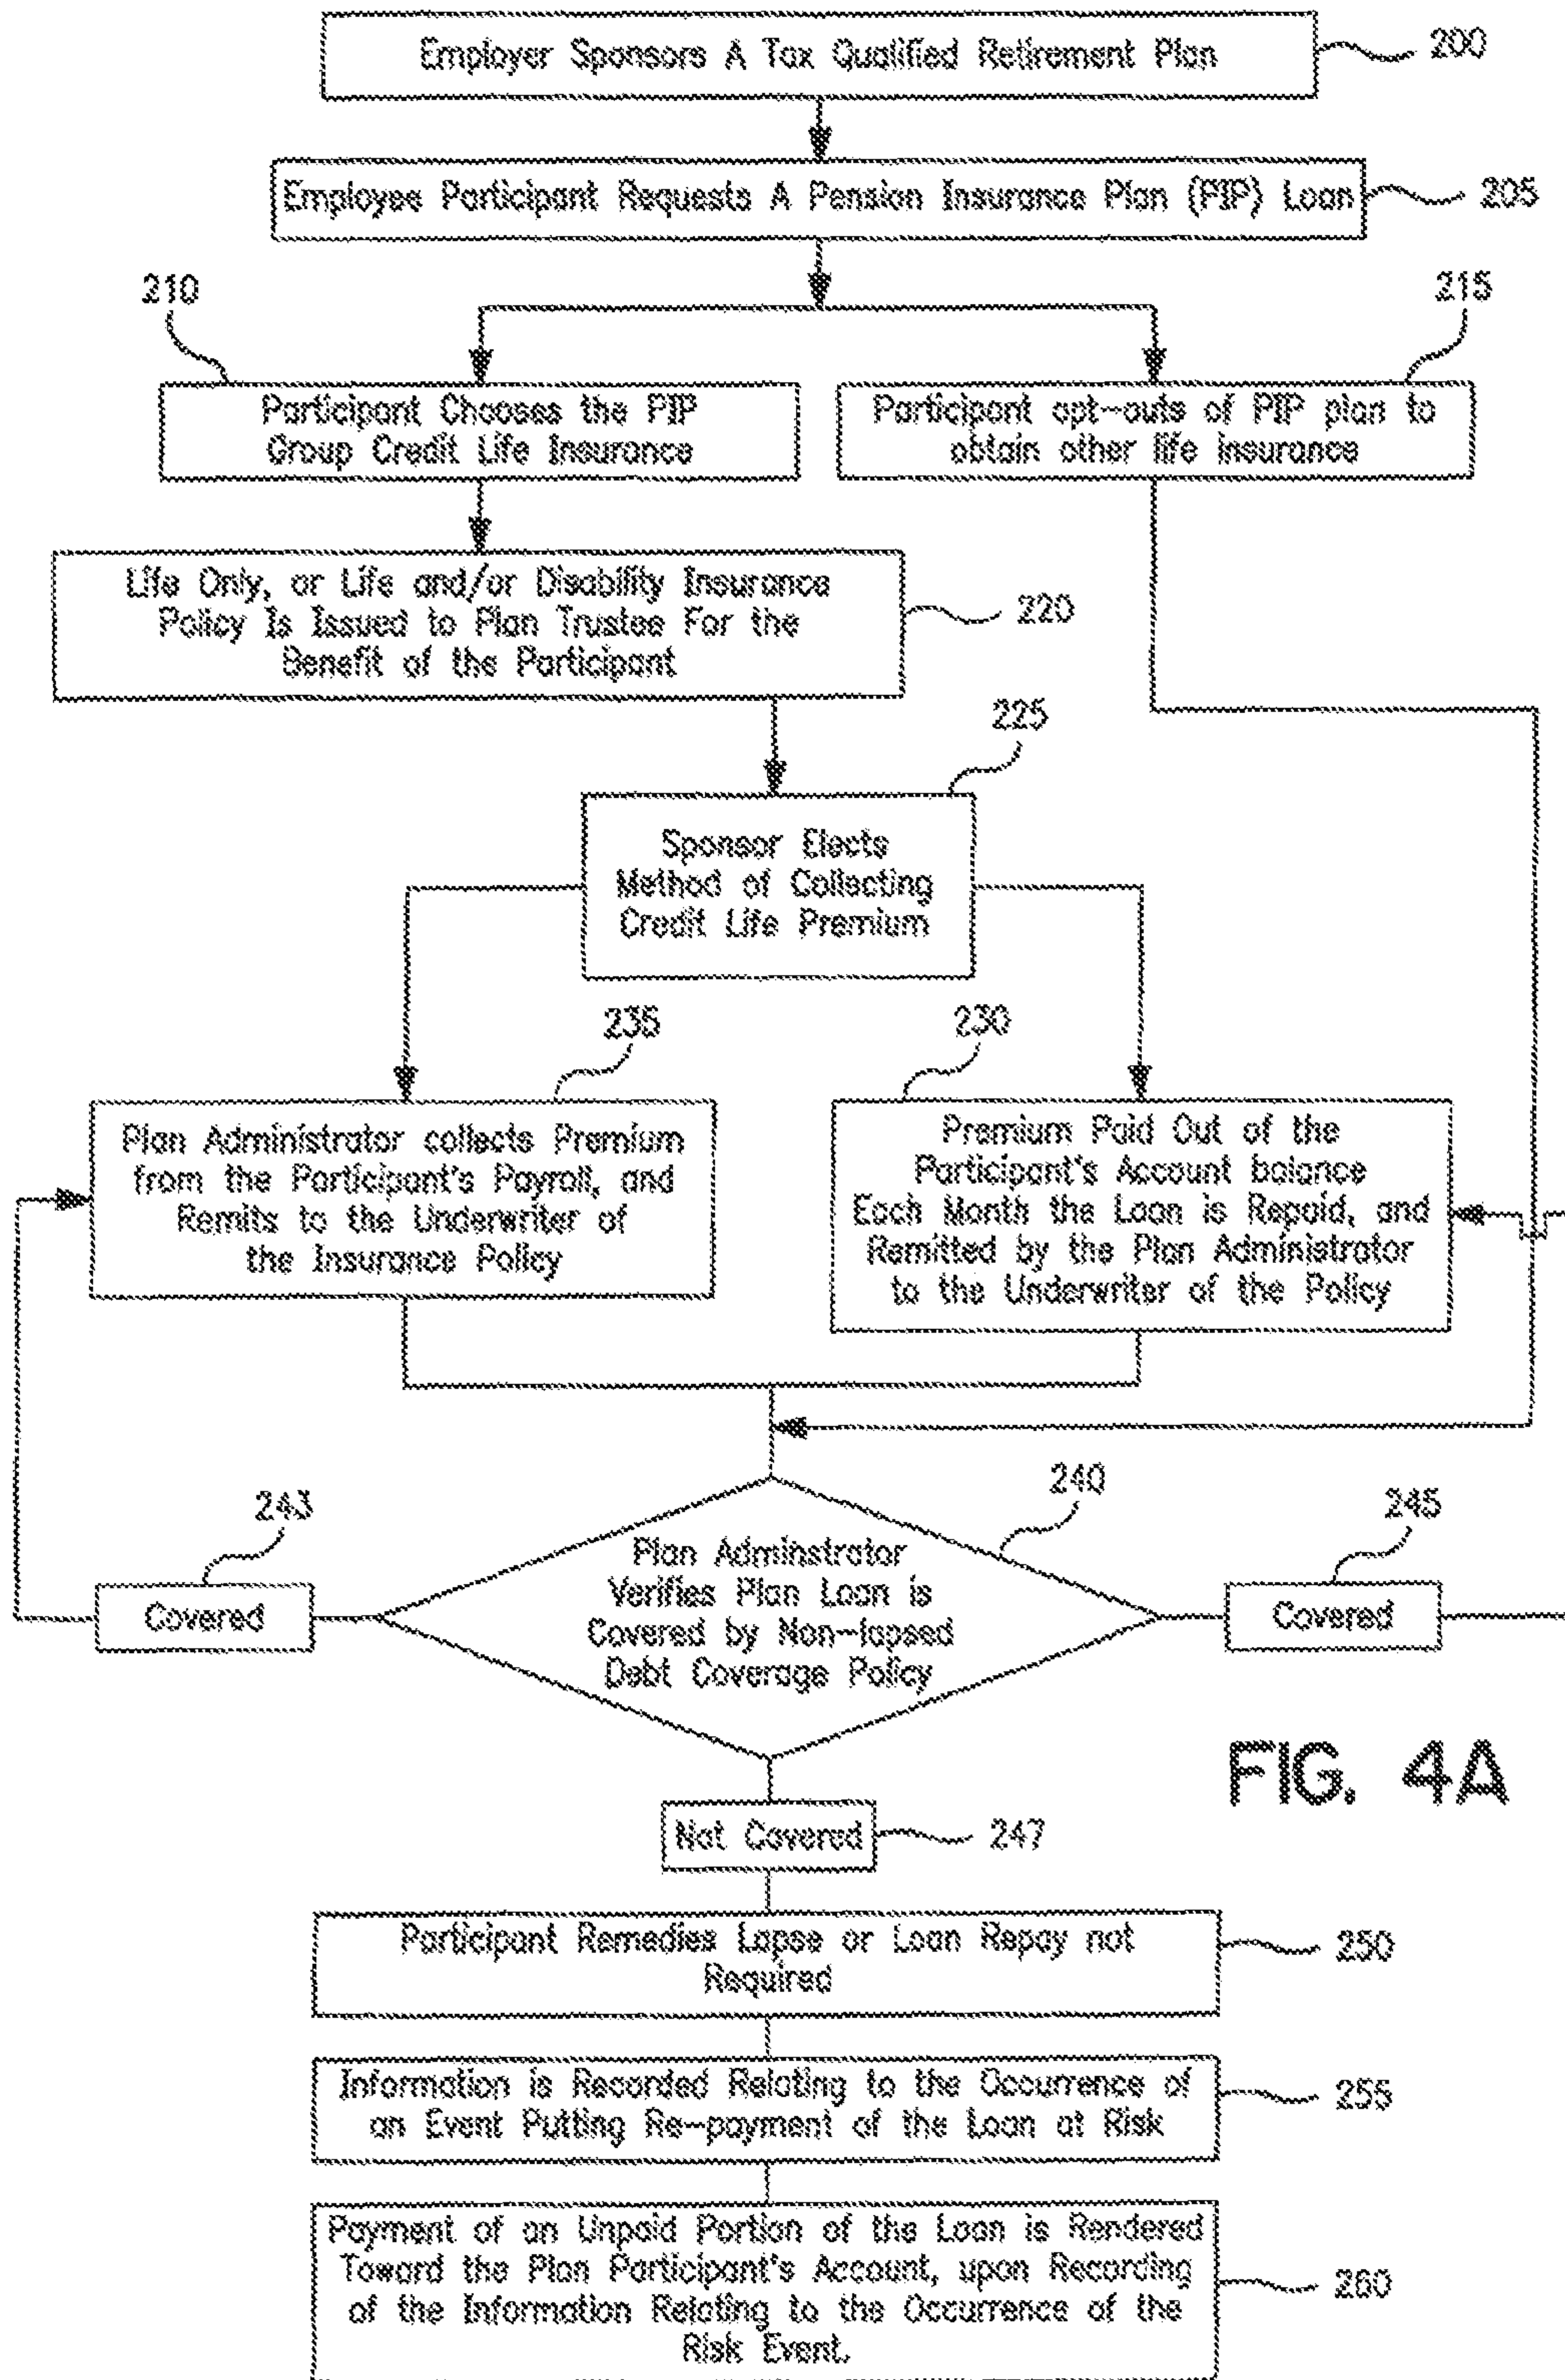 Employer Sponsors A Tax Qualified Retirement Plan
200
Employee Participant Requests A Pension Insurance Plan (PIP) Loan
205
210
215
Participant Chooses the PIP
Group Credit Life Insurance
Participant opt-outs of PIP plan to
obtain other life insurance
Life Only, or Life and/or Disability Insurance
Policy Is Issued to Plan Trustee For the
Benefit of the Participant
220
225
Sponsor Elects
Method of Collecting
Credit Life Premium
235
230
Plan Administrator collects Premium
from the Participant's Payroll, and
Remits to the Underwriter of
the Insurance Policy
Premium Paid Out of the
Participant's Account balance
Each Month the Loan is Repaid, and
Remitted by the Plan Administrator
to the Underwriter of the Policy
243
240
245
Covered
Plan Adminstrator
Verifies Plan Loan is
Covered by Non-lapsed
Debt Coverage Policy
Covered
FIG. 4A
Not Covered
247
Participant Remedies Lapse or Loan Repay not
Required
250
Information is Recorded Relating to the Occurrence of
an Event Putting Re-payment of the Loan at Risk
255
Payment of an Unpaid Portion of the Loan is Rendered
Toward the Plan Participant's Account, upon Recording
of the Information Relating to the Occurrence of the
Risk Event.
260